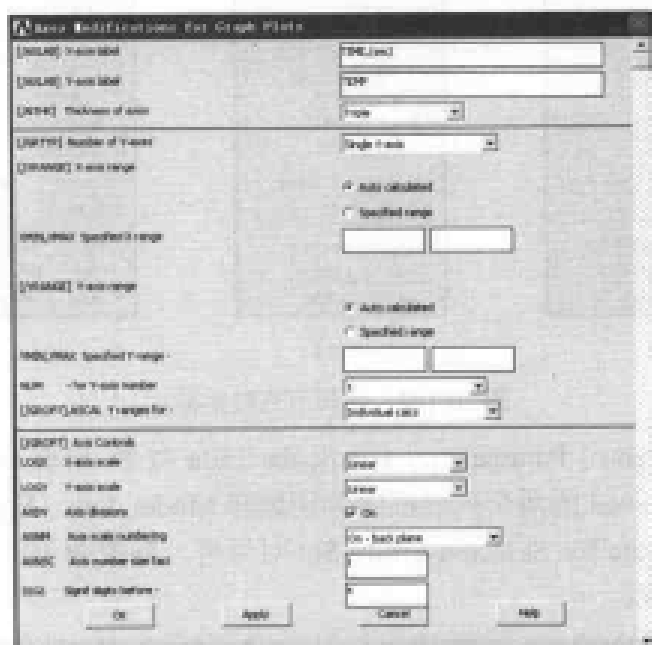 Axes Modifications for Graph Plots
[/AXLAB] X-axis label TIME,(sec)
[/AXLAB] Y-axis label TEMP
[/GTHK] Thickness of axes Triple
[/GRTYP] Number of Y-axes Single Y-axis
[/XRANGE] X-axis range
Auto calculated
Specified range
XMIN,XMAX Specified X range
[/YRANGE] Y-axis range
Auto calculated
Specified range
YMIN,YMAX Specified Y range -
NUM - for Y-axis number 1
[/GROPT],ASCAL Y ranges for - Individual calcs
[/GROPT] Axis Controls
LOGX X-axis scale Linear
LOGY Y-axis scale Linear
AXDV Axis divisions On
AXNM Axis scale numbering On - back plane
AXNSC Axis number size fact 1
DIG1 Signif digits before - 4
OK Apply Cancel Help